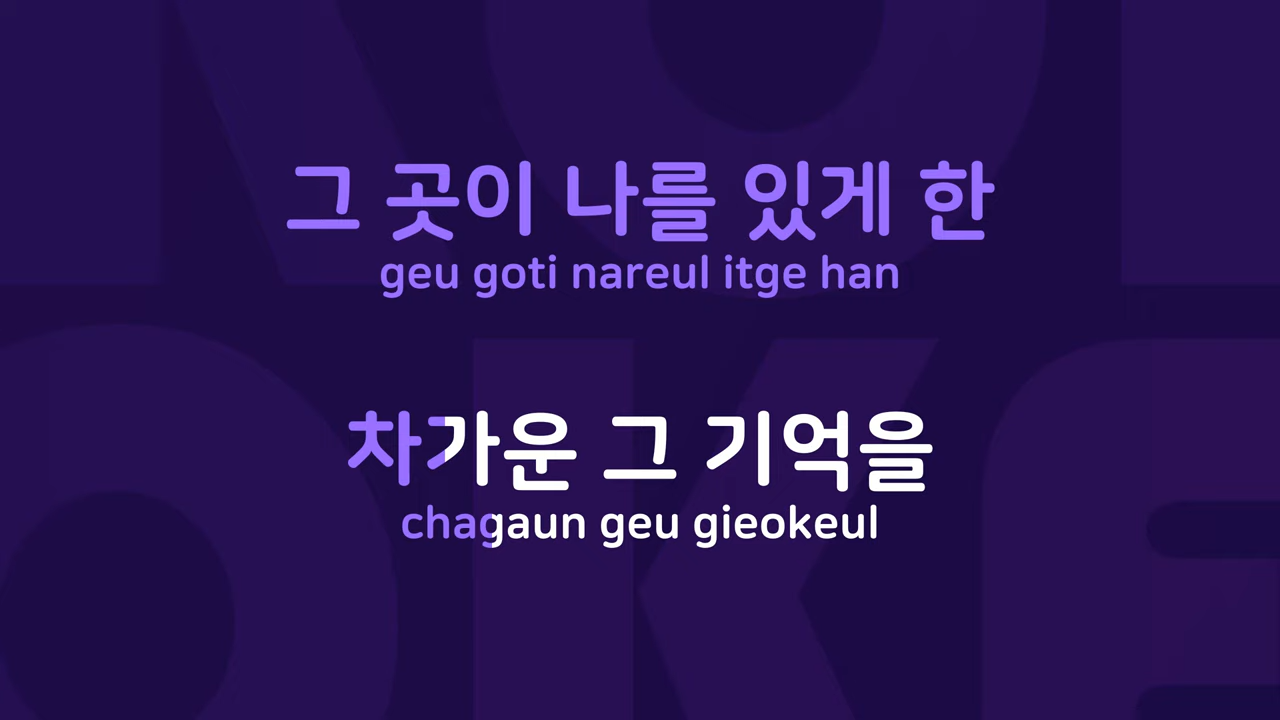 그 곳이 나를 있게 한
geu goti nareul itge han
차가운 그 기억을
chagaun geu gieokeul